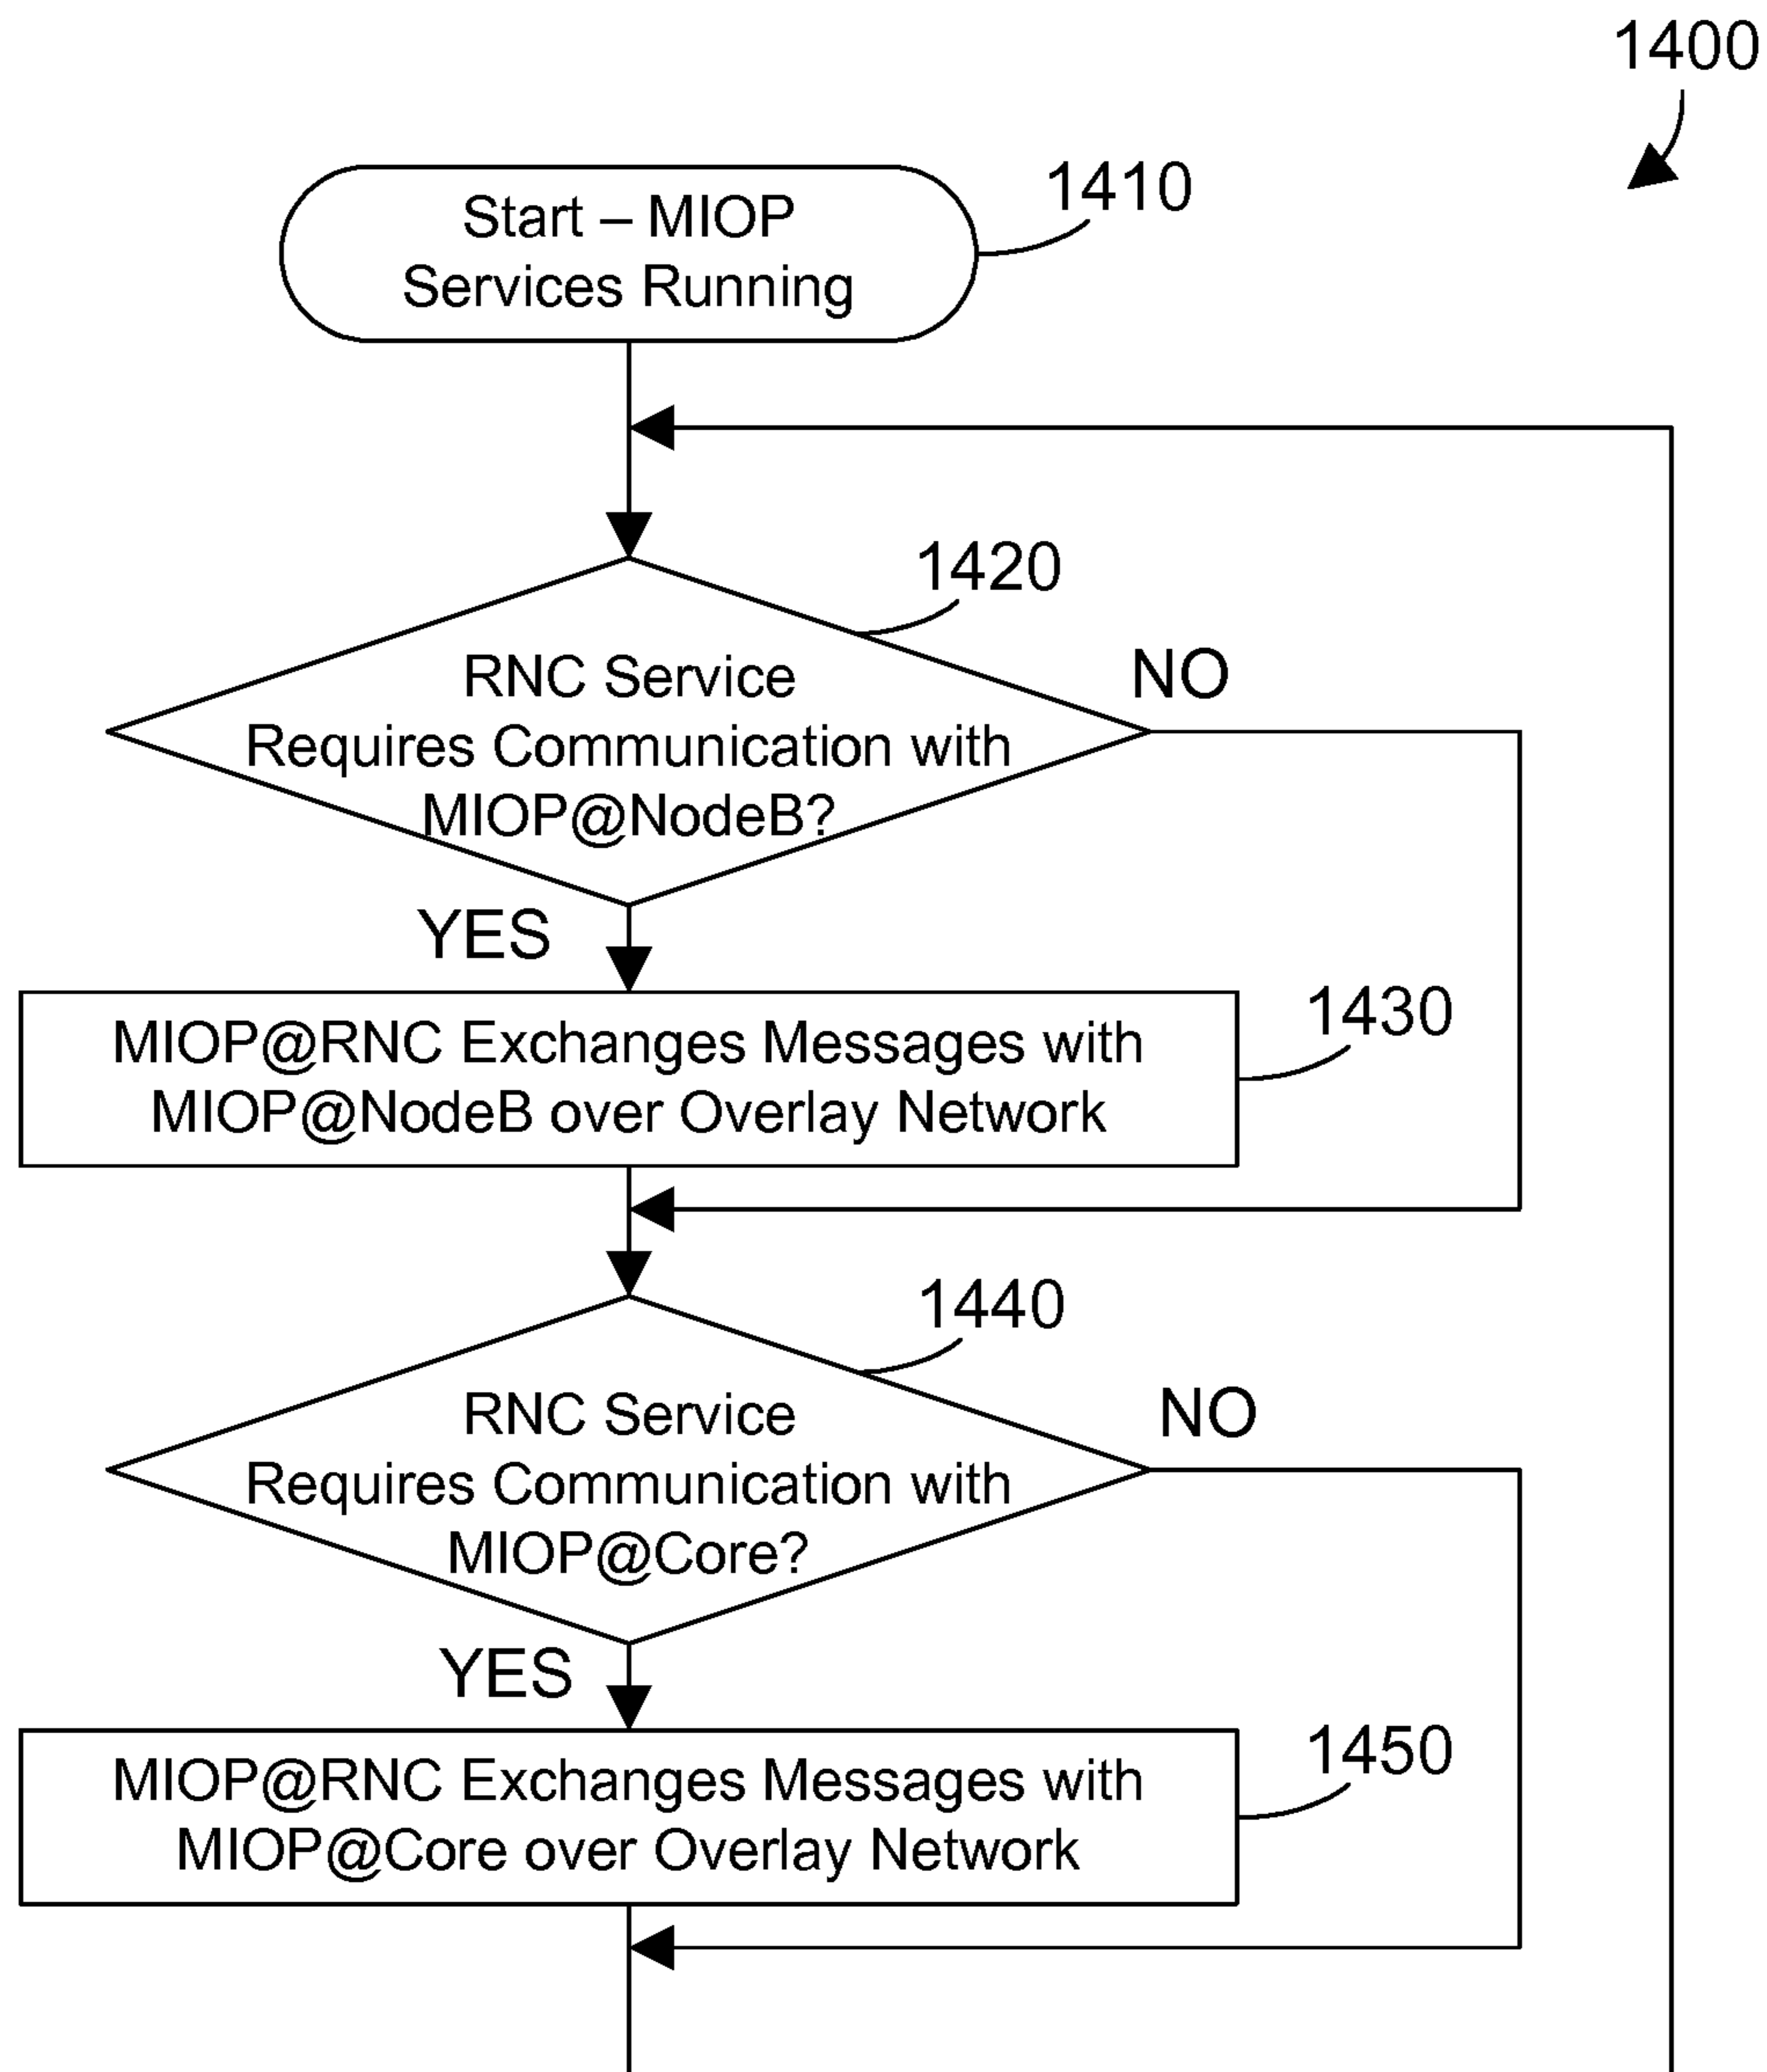 1400
Start – MIOP
Services Running
1410
1420
RNC Service
Requires Communication with
MIOP@NodeB?
NO
YES
MIOP@RNC Exchanges Messages with
MIOP@NodeB over Overlay Network
1430
1440
RNC Service
Requires Communication with
MIOP@Core?
NO
YES
MIOP@RNC Exchanges Messages with
MIOP@Core over Overlay Network
1450